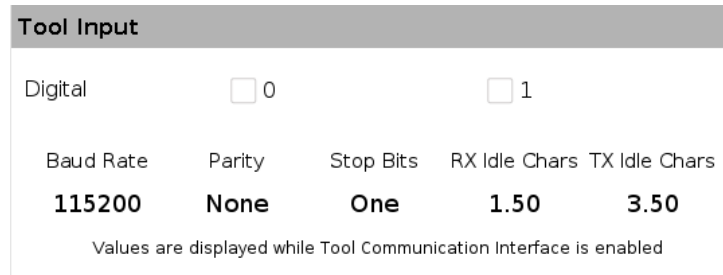 Tool Input
Digital 0 1
Baud Rate Parity Stop Bits RX Idle Chars TX Idle Chars
115200 None One 1.50 3.50
Values are displayed while Tool Communication Interface is enabled